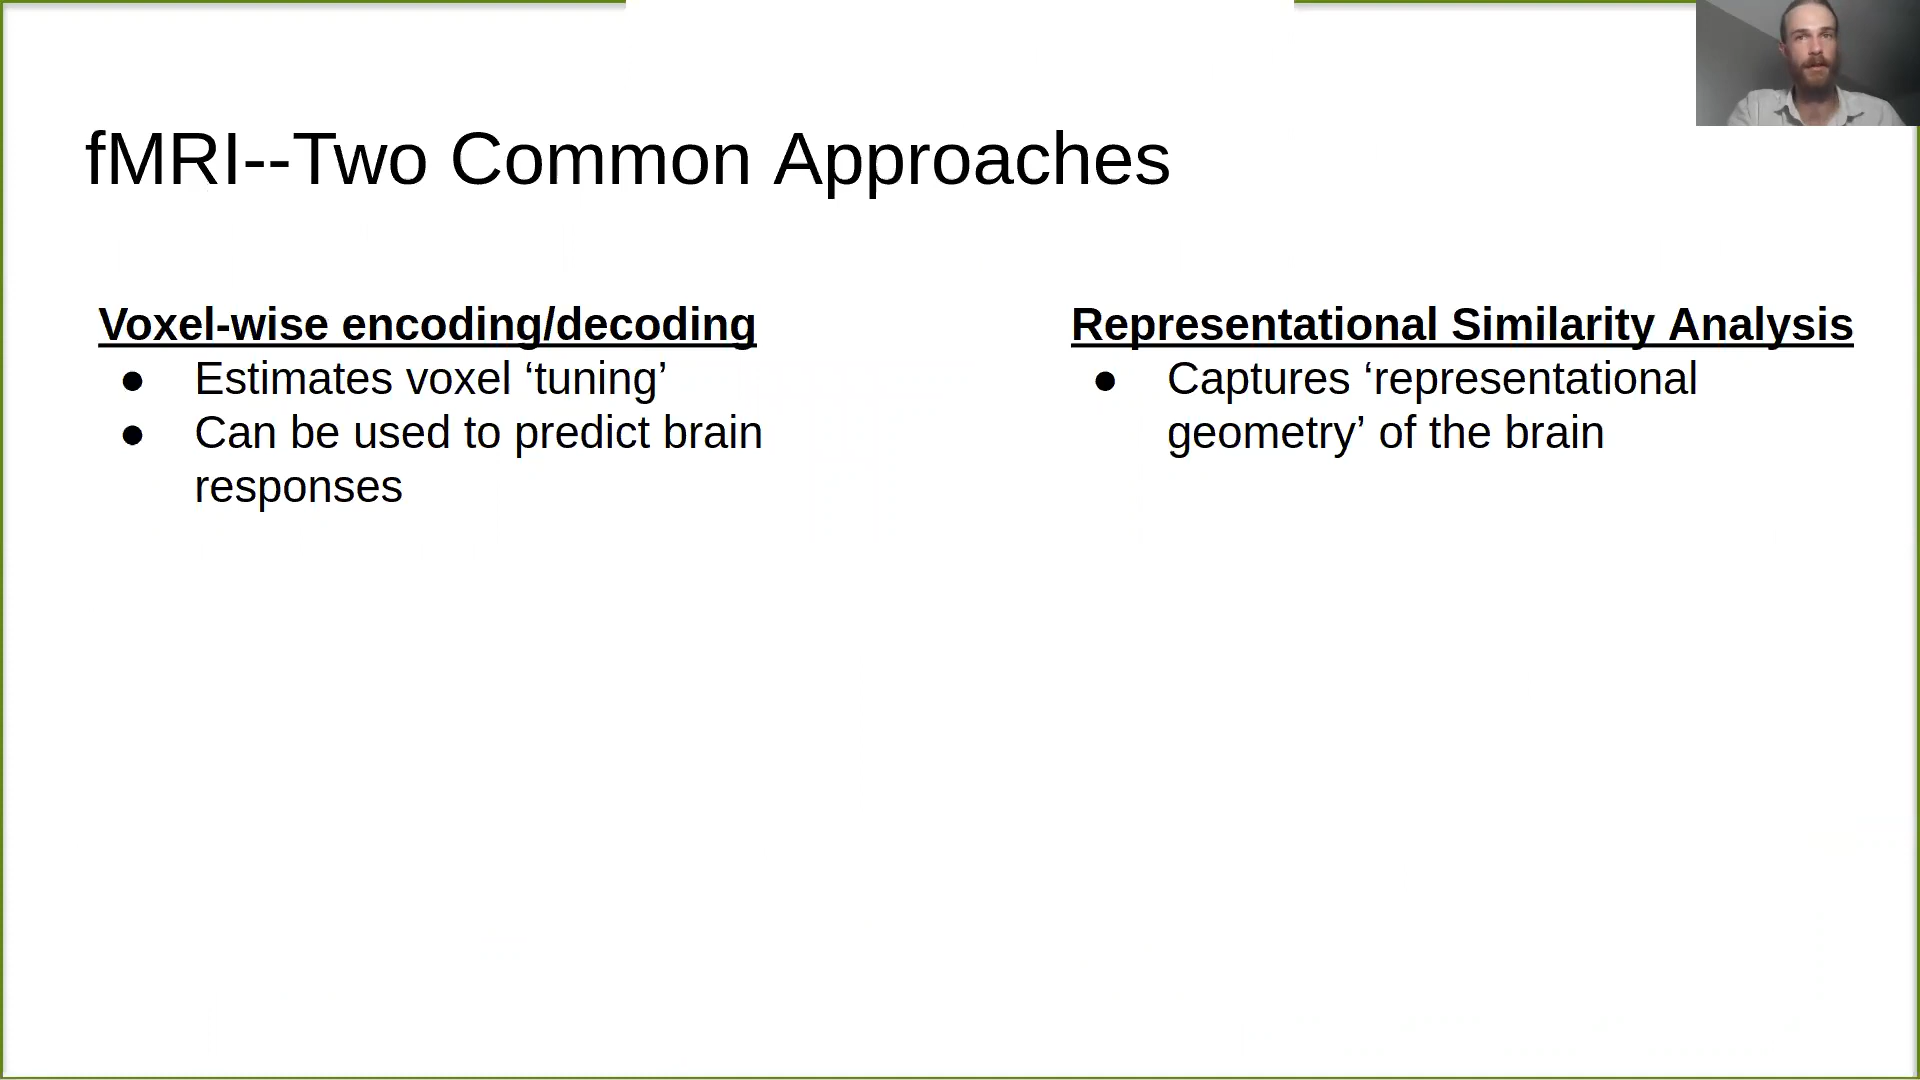 fMRI--Two Common Approaches
Voxel-wise encoding/decoding
● Estimates voxel ‘tuning’
● Can be used to predict brain
responses
Representational Similarity Analysis
● Captures ‘representational
geometry’ of the brain